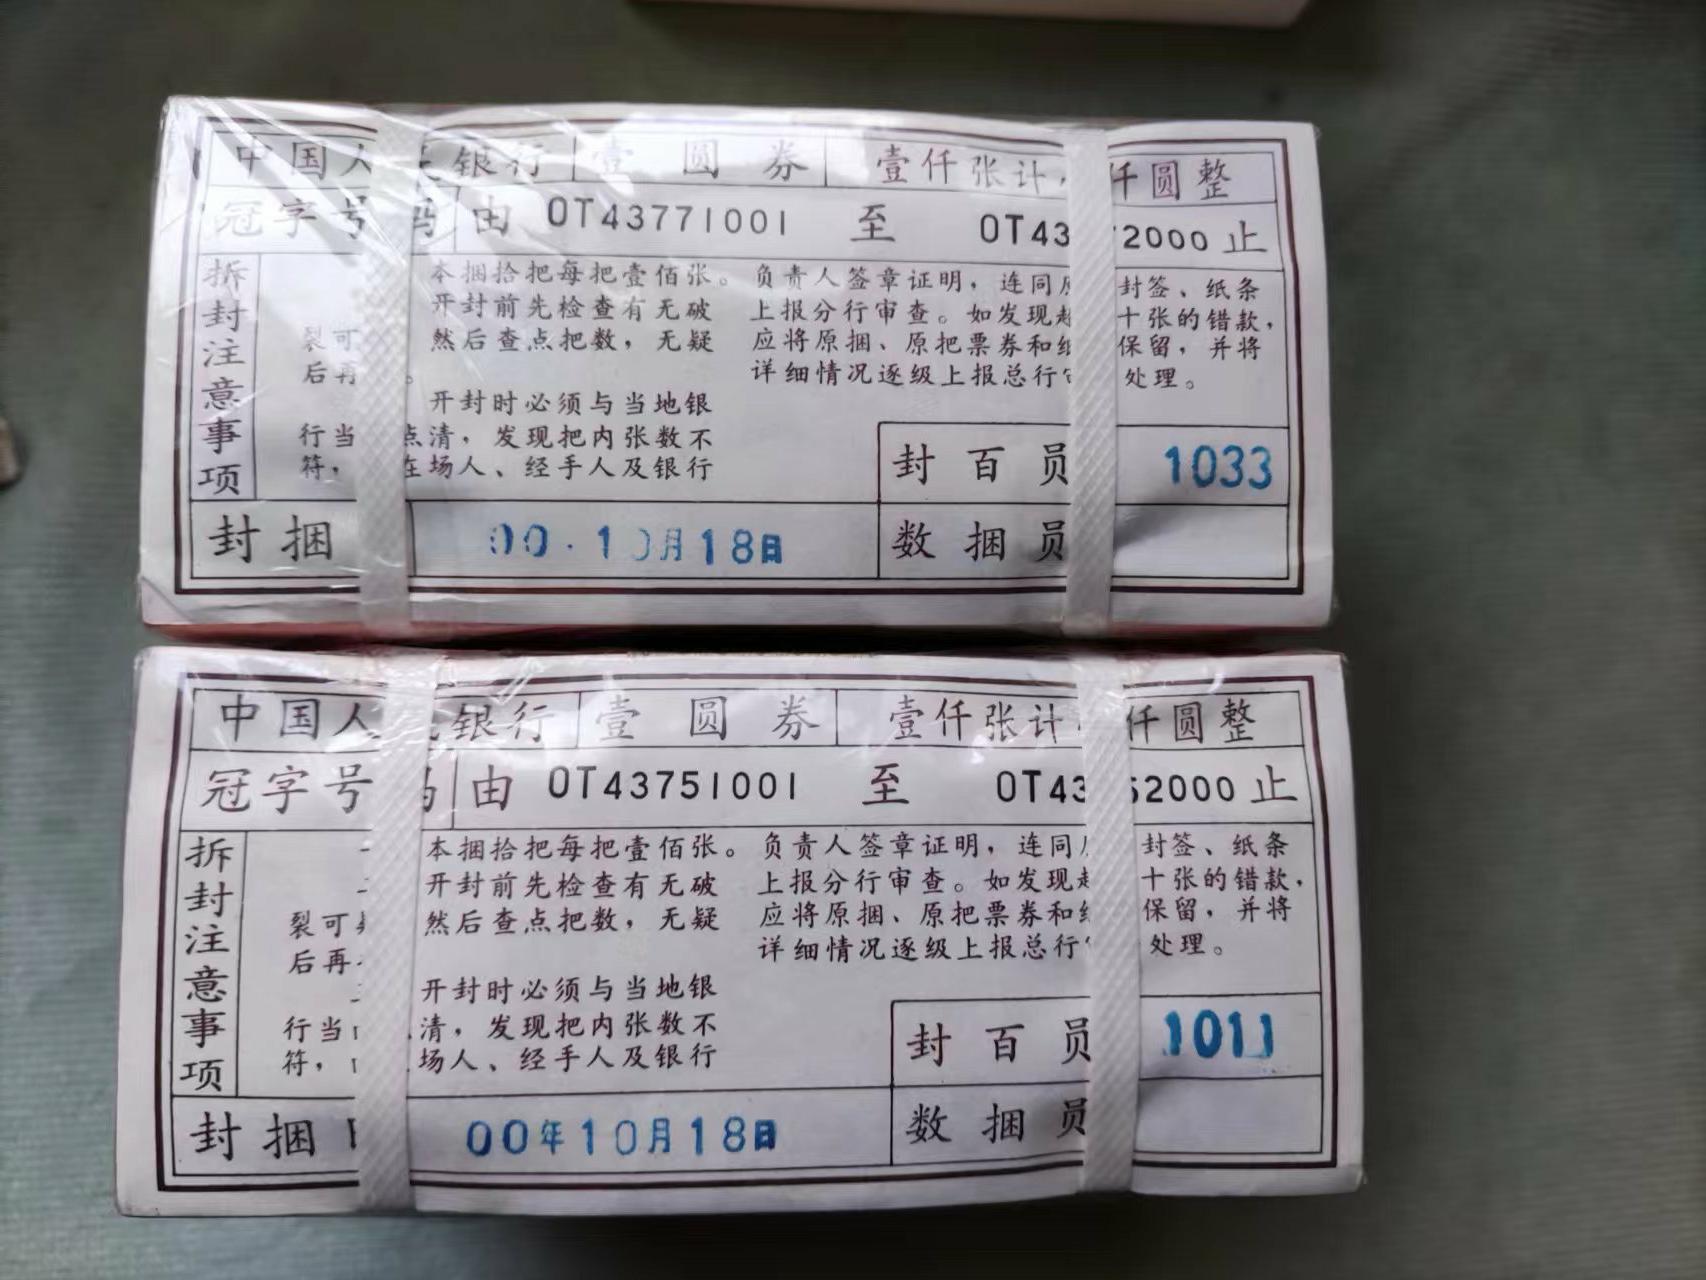 中国人 银行 壹圆券 壹仟张计 仟圆整
冠字号码 由 OT43771001 至 OT43 72000 止
拆封注意事项
本捆拾把每把壹佰张。
开封前先检查有无破
裂可 然后查点把数，无疑
后再 。
开封时必须与当地银
行当 点清，发现把内张数不
符， 在场人、经手人及银行
负责人签章证明，连同 封签、纸条
上报分行审查。如发现 十张的错款，
应将原捆、原把票券和 保留，并将
详细情况逐级上报总行 处理。
封百员 1033
封捆 00.10月18日
数捆员
中国人 银行 壹圆券 壹仟张计 仟圆整
冠字号码 由 OT43751001 至 OT43 52000 止
拆封注意事项
本捆拾把每把壹佰张。
开封前先检查有无破
裂可 然后查点把数，无疑
后再
开封时必须与当地银
行当 清，发现把内张数不
符， 场人、经手人及银行
负责人签章证明，连同 封签、纸条
上报分行审查。如发现 十张的错款，
应将原捆、原把票券和 保留，并将
详细情况逐级上报总行 处理。
封百员 1011
封捆 00年10月18日
数捆员